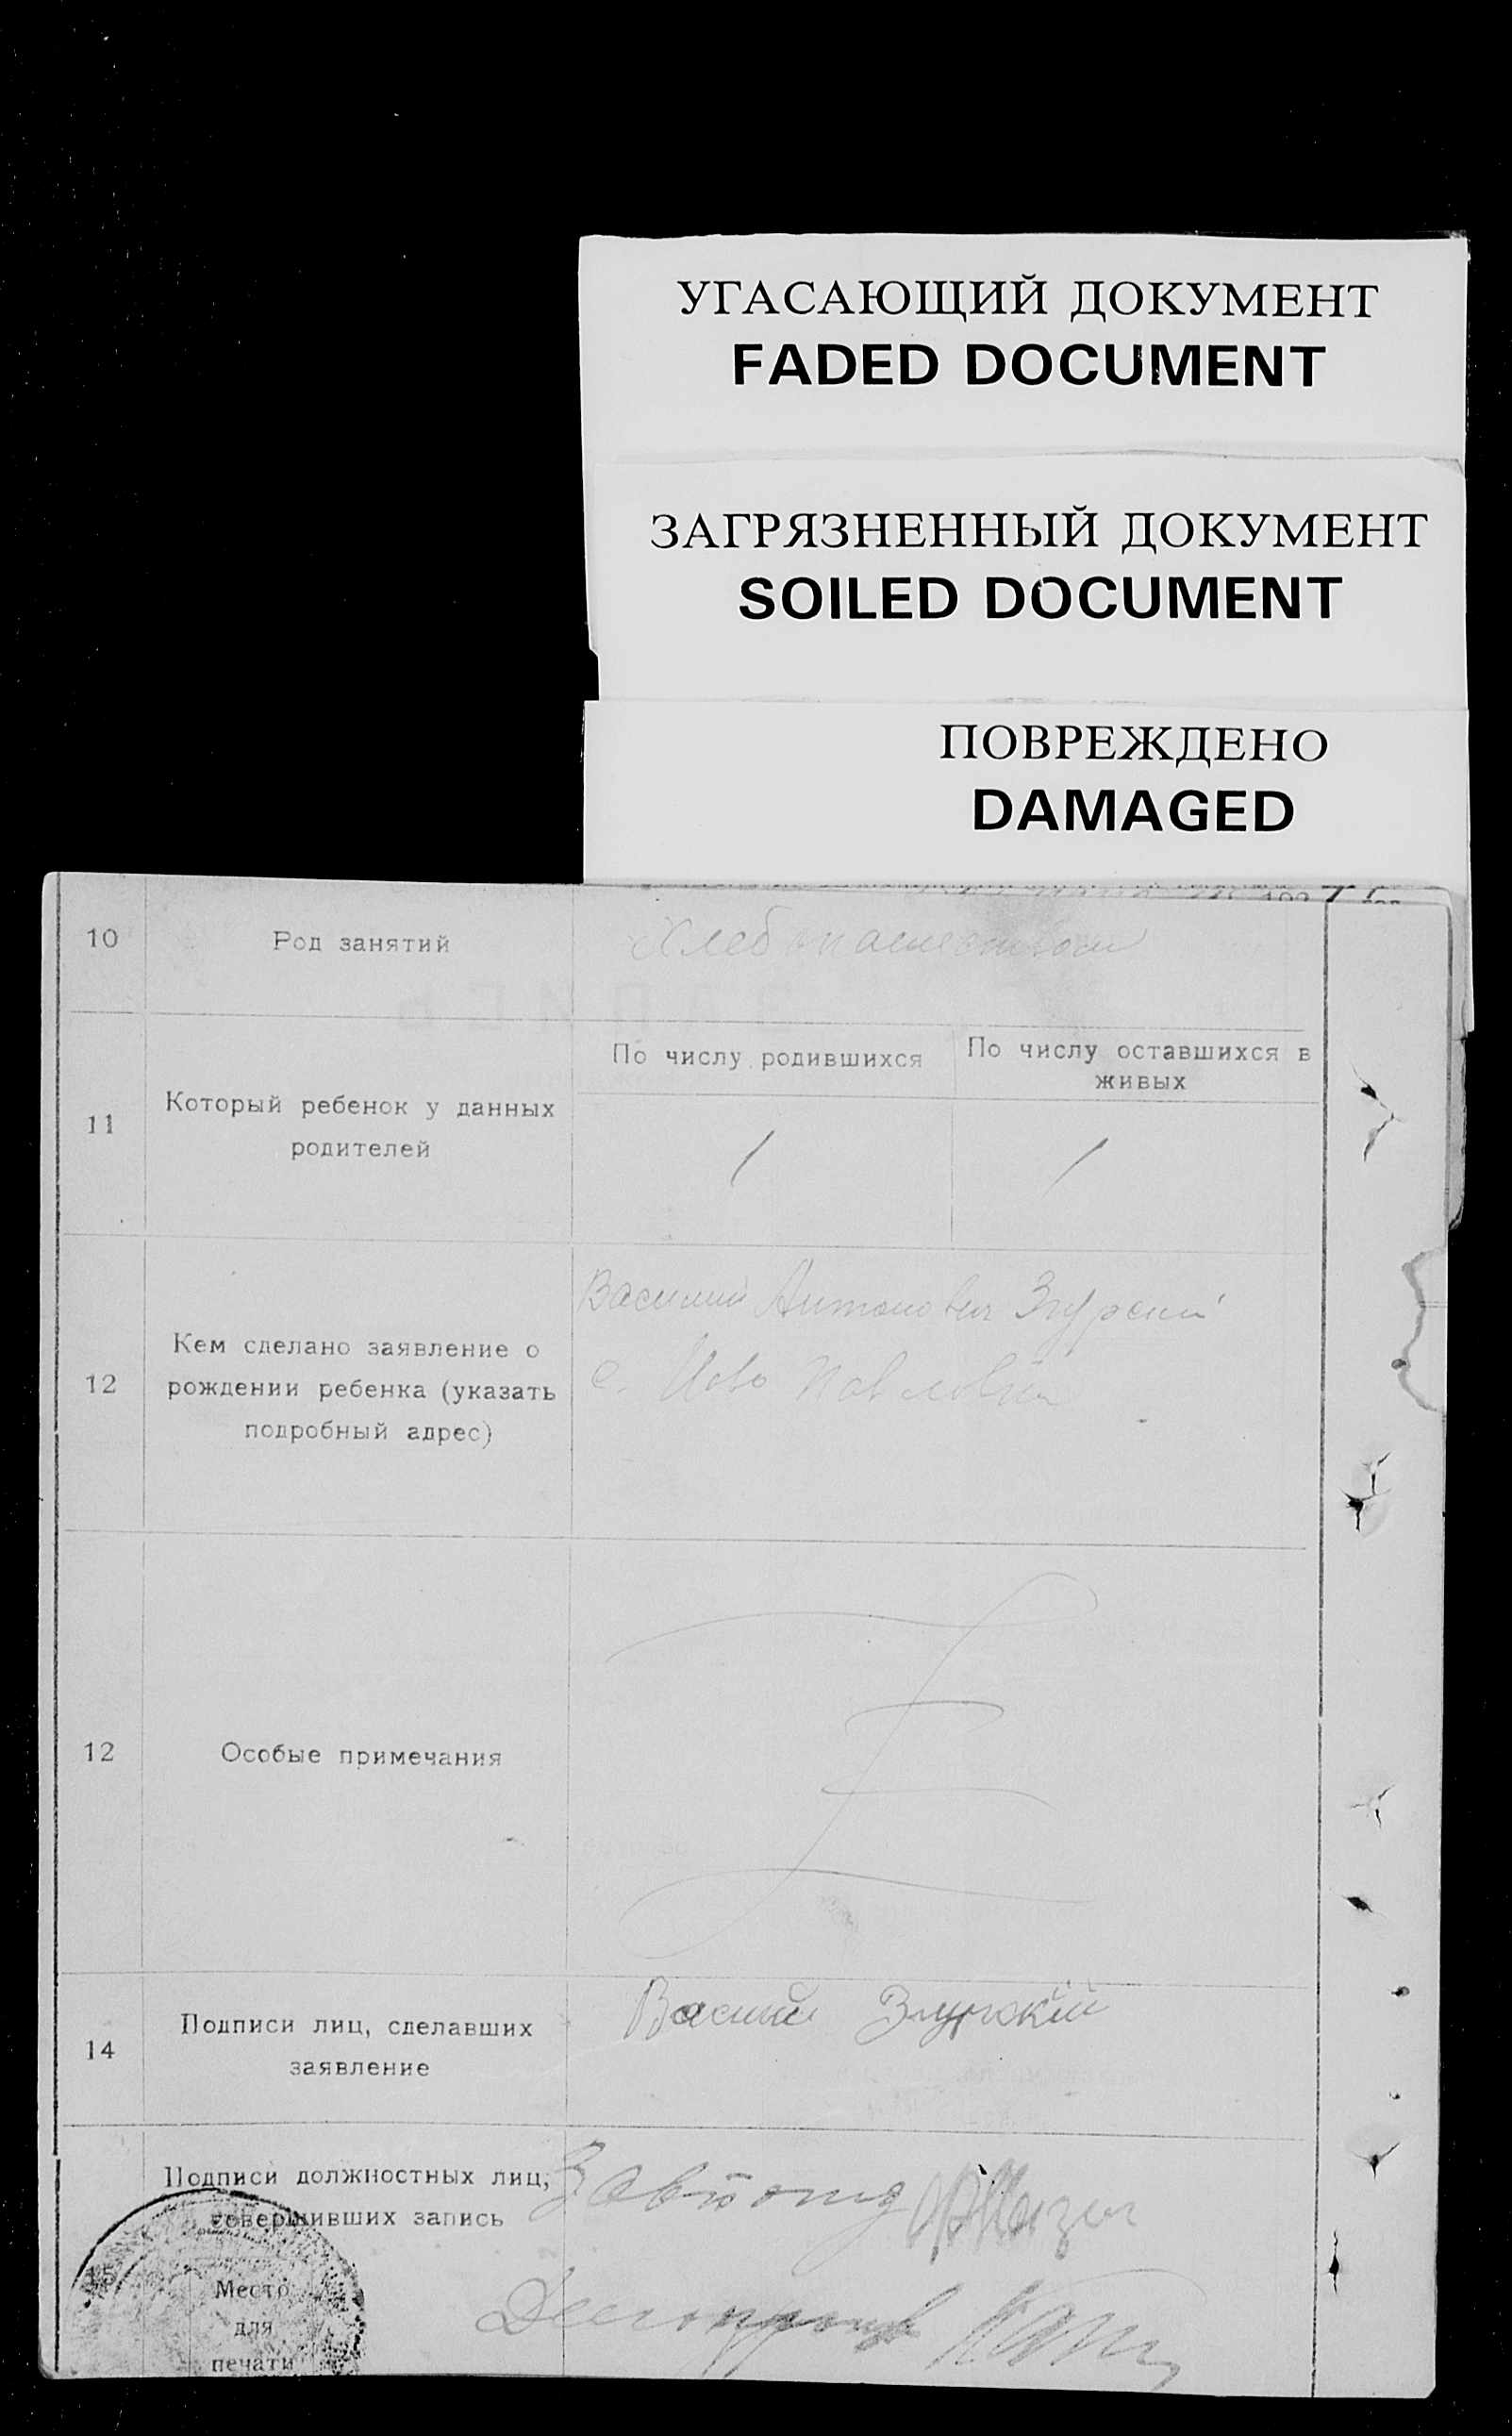 УГАСАЮЩИЙ ДОКУМЕНТ
FADED DOCUMENT
ЗАГРЯЗНЕННЫЙ ДОКУМЕНТ
SOILED DOCUMENT
ПОВРЕЖДЕНО
DAMAGED
10 Род занятий Хлебопашество
11 Который ребенок у данных
родителей
По числу родившихся
По числу оставшихся в
живых
1 1
12 Кем сделано заявление о
рождении ребенка (указать
подробный адрес)
Василий Антонович Згурский
с. Ново Павловка
12 Особые примечания
14 Подписи лиц, сделавших
заявление
Василий Згурскій
15 Подписи должностных лиц,
совершивших запись
Место
для
печати
Делопроизв